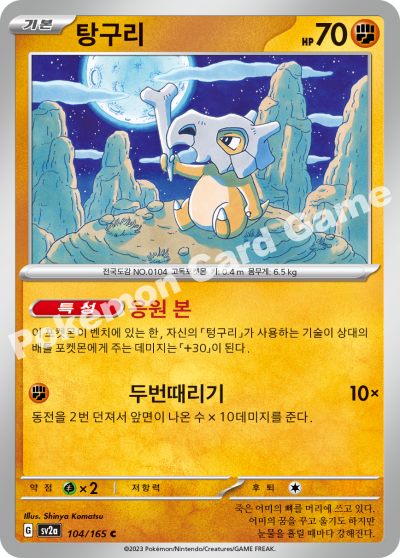 기본 탕구리 HP 70
전국도감 NO.0104 고독포켓몬 키: 0.4 m 몸무게: 6.5 kg
특성 응원 본
이 포켓몬이 벤치에 있는 한, 자신의 「탕구리」가 사용하는 기술이 상대의
배틀 포켓몬에게 주는 데미지는 「+30」이 된다.
두번때리기 10×
동전을 2번 던져서 앞면이 나온 수 × 10데미지를 준다.
약점 ×2 저항력 후퇴
Illus. Shinya Komatsu
G sv2a 104/165 C
죽은 어미의 뼈를 머리에 쓰고 있다.
어미의 꿈을 꾸고 울기도 하지만
눈물을 흘릴 때마다 강해진다.
©2023 Pokémon/Nintendo/Creatures/GAME FREAK.
Pokémon Card Game